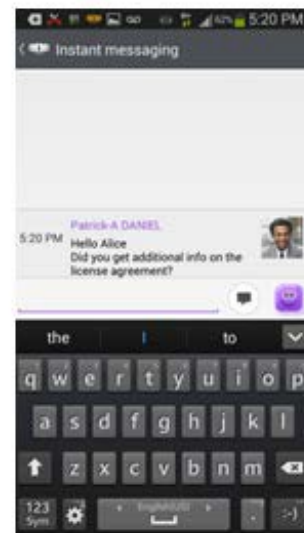 5:20 PM
Instant messaging
Patrick-A DANIEL
5:20 PM Hello Alice
Did you get additional info on the
license agreement?
the I to
q w e r t y u i o p
a s d f g h j k l
z x c v b n m
123
Sym English(US) . :-)